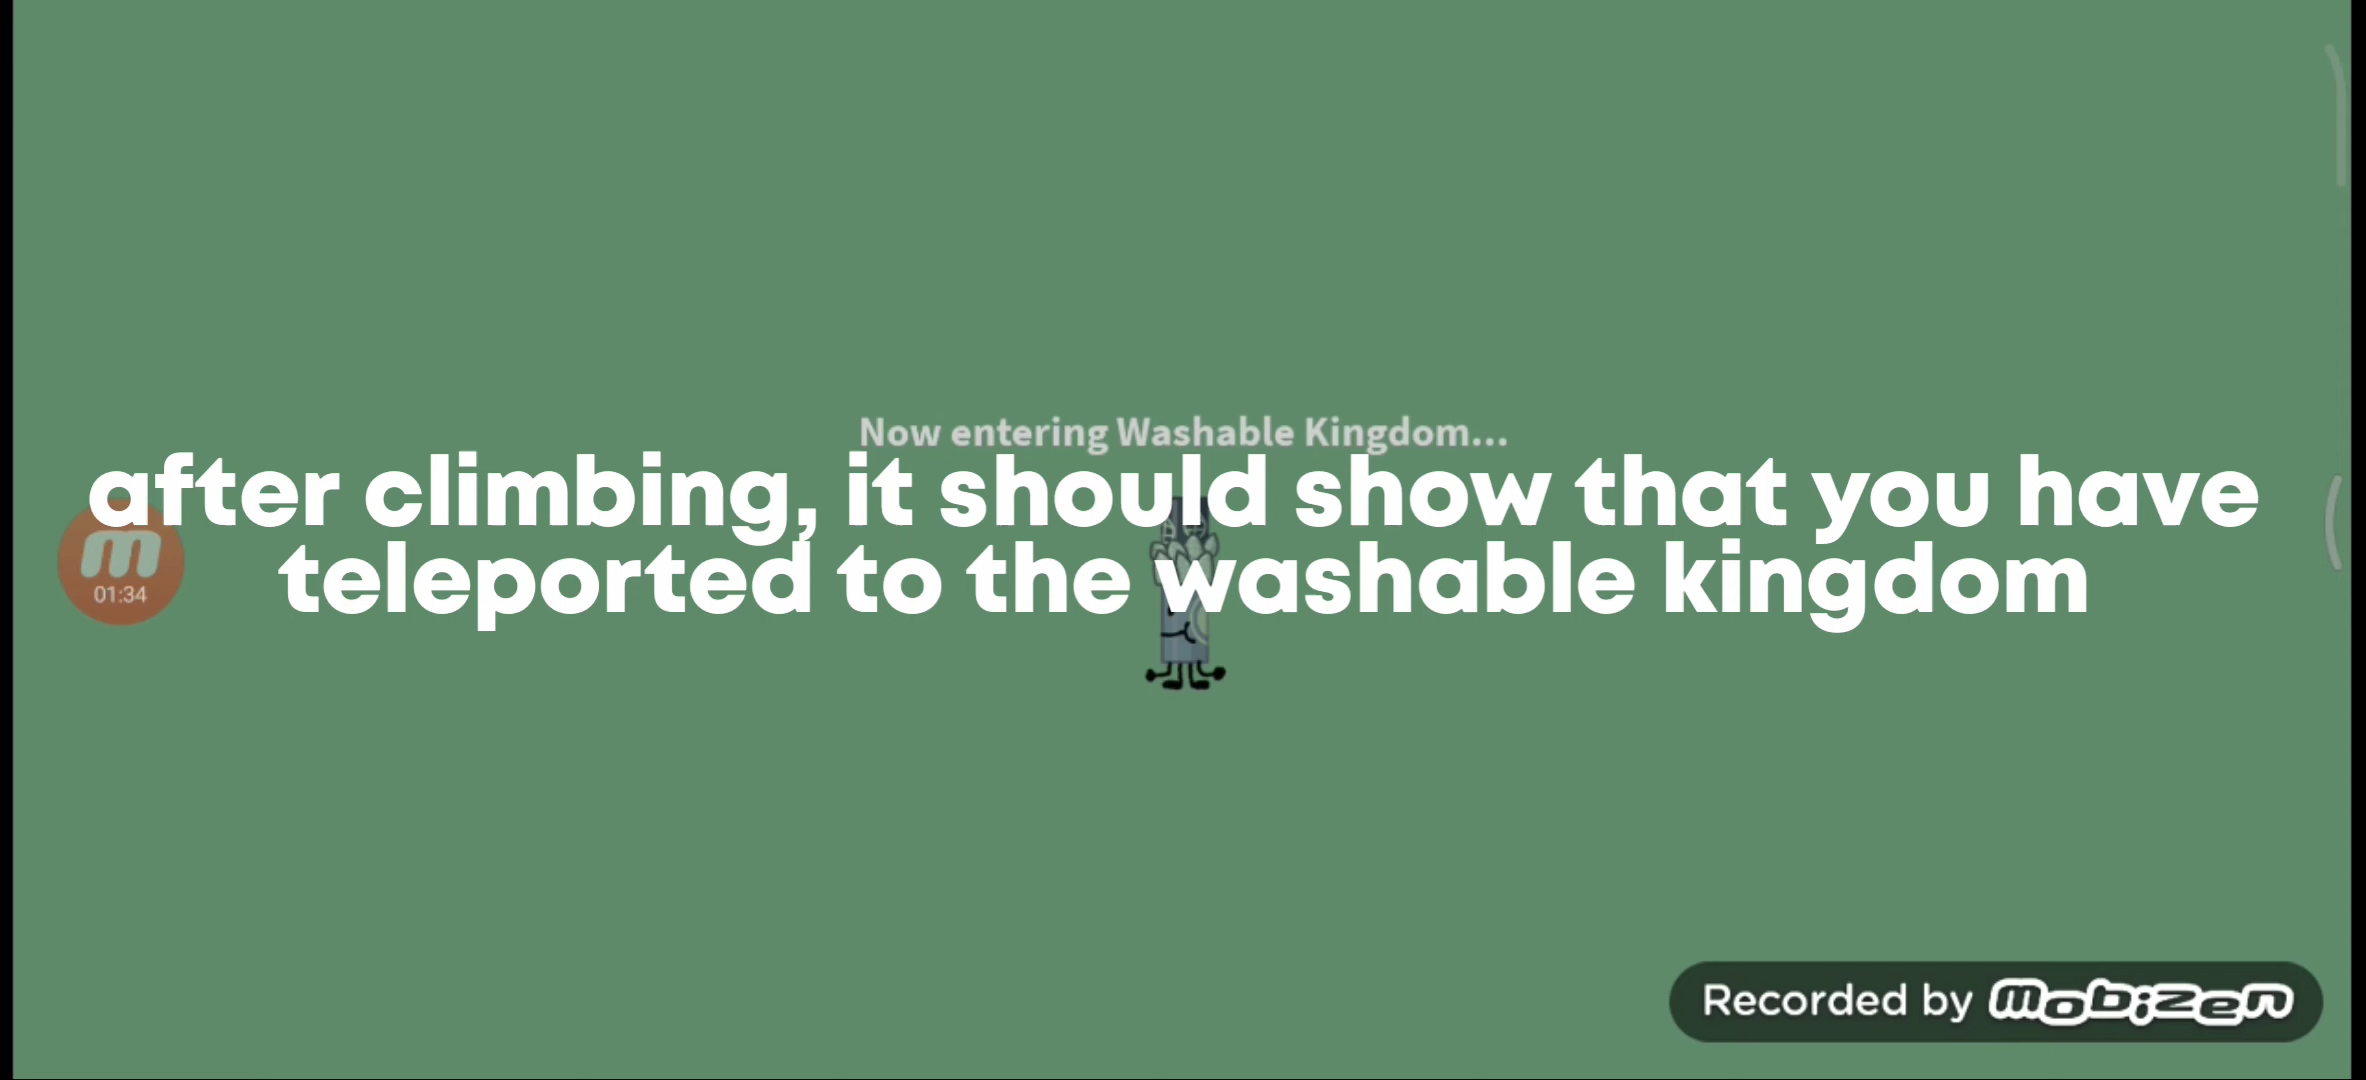 Now entering Washable Kingdom...
after climbing, it should show that you have
teleported to the washable kingdom
m
01:34
Recorded by mobizen